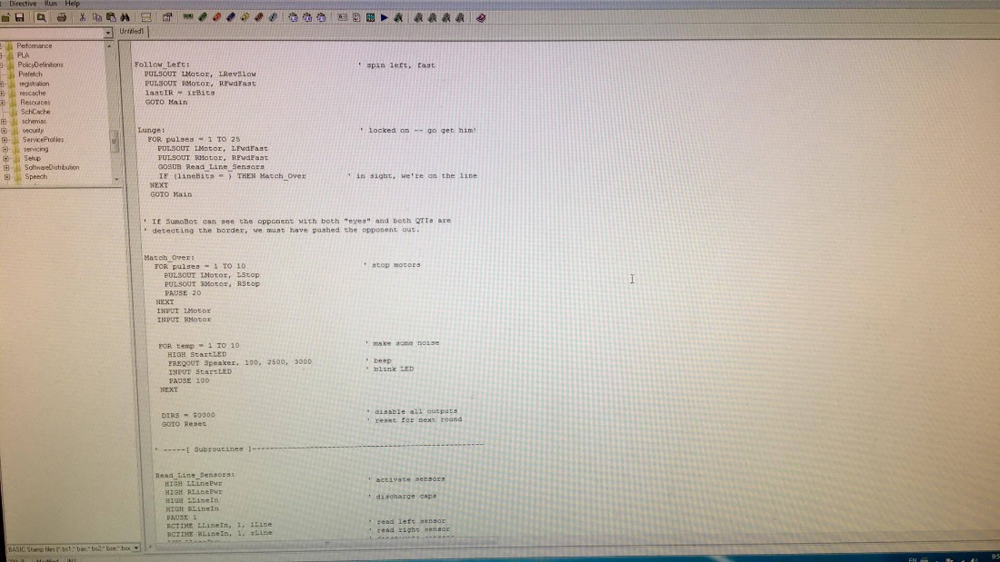 Directive Run Help
Untitled1
Performance
PLA
PolicyDefinitions
Prefetch
registration
rescache
Resources
SchCache
schemas
security
ServiceProfiles
servicing
Setup
SoftwareDistribution
Speech
Follow_Left: ' spin left, fast
PULSOUT LMotor, LRevSlow
PULSOUT RMotor, RFwdFast
lastIR = irBits
GOTO Main
Lunge: ' locked on -- go get him!
FOR pulses = 1 TO 25
PULSOUT LMotor, LFwdFast
PULSOUT RMotor, RFwdFast
GOSUB Read_Line_Sensors
IF (lineBits = ) THEN Match_Over ' in sight, we're on the line
NEXT
GOTO Main
' If SumoBot can see the opponent with both "eyes" and both QTIs are
' detecting the border, we must have pushed the opponent out.
Match_Over:
FOR pulses = 1 TO 10 ' stop motors
PULSOUT LMotor, LStop
PULSOUT RMotor, RStop
PAUSE 20
NEXT
INPUT LMotor
INPUT RMotor
FOR temp = 1 TO 10 ' make some noise
HIGH StartLED
FREQOUT Speaker, 100, 2500, 3000 ' beep
INPUT StartLED ' blink LED
PAUSE 100
NEXT
DIRS = $0000 ' disable all outputs
GOTO Reset ' reset for next round
' -----[ Subroutines ]-----
Read_Line_Sensors:
HIGH LLinePwr ' activate sensors
HIGH RLinePwr
HIGH LLineIn ' discharge caps
HIGH RLineIn
PAUSE 1
RCTIME LLineIn, 1, lLine ' read left sensor
RCTIME RLineIn, 1, rLine ' read right sensor
BASIC Stamp files (*.bs1;*.bas;*.bs2;*.bse;*.bsx
EN